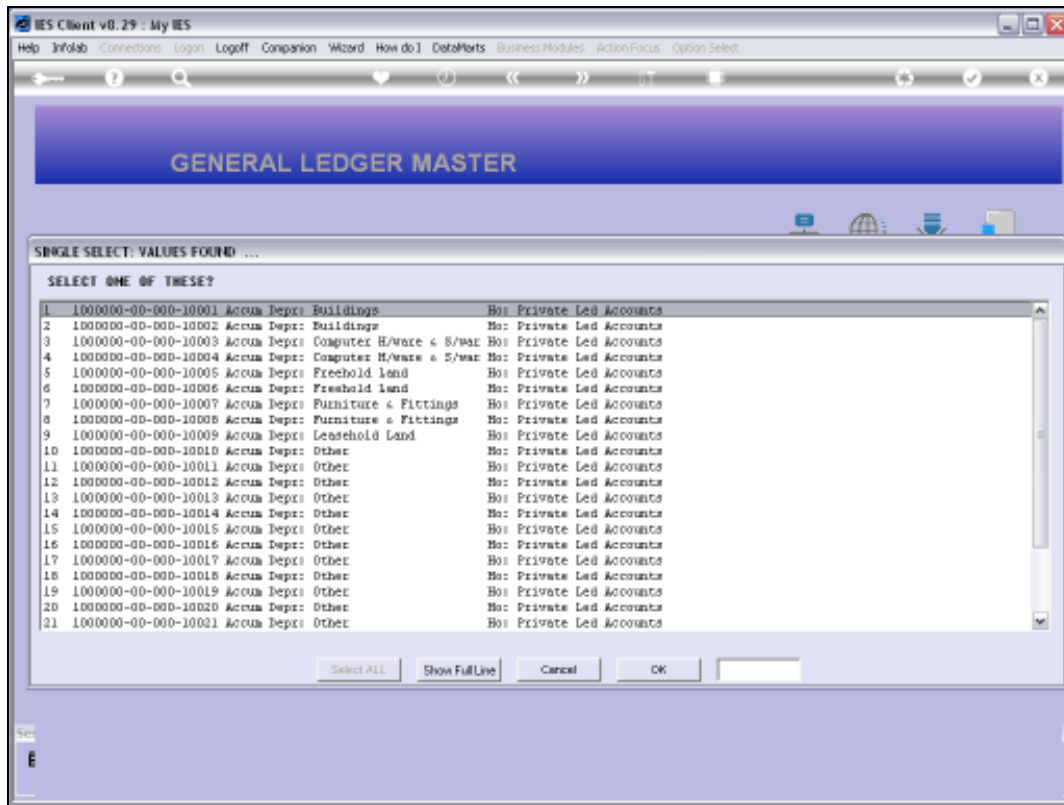 IES Client v8.29 : My IES
Help Infolab Connections Logon Logoff Companion Wizard How do I DataMarts Business Modules Action Focus Option Select
GENERAL LEDGER MASTER
SINGLE SELECT: VALUES FOUND ...
SELECT ONE OF THESE?
1 1000000-00-000-10001 Accum Depr: Buildings Ho: Private Led Accounts
2 1000000-00-000-10002 Accum Depr: Buildings Ho: Private Led Accounts
3 1000000-00-000-10003 Accum Depr: Computer H/ware & S/war Ho: Private Led Accounts
4 1000000-00-000-10004 Accum Depr: Computer H/ware & S/war Ho: Private Led Accounts
5 1000000-00-000-10005 Accum Depr: Freehold Land Ho: Private Led Accounts
6 1000000-00-000-10006 Accum Depr: Freehold Land Ho: Private Led Accounts
7 1000000-00-000-10007 Accum Depr: Furniture & Fittings Ho: Private Led Accounts
8 1000000-00-000-10008 Accum Depr: Furniture & Fittings Ho: Private Led Accounts
9 1000000-00-000-10009 Accum Depr: Leasehold Land Ho: Private Led Accounts
10 1000000-00-000-10010 Accum Depr: Other Ho: Private Led Accounts
11 1000000-00-000-10011 Accum Depr: Other Ho: Private Led Accounts
12 1000000-00-000-10012 Accum Depr: Other Ho: Private Led Accounts
13 1000000-00-000-10013 Accum Depr: Other Ho: Private Led Accounts
14 1000000-00-000-10014 Accum Depr: Other Ho: Private Led Accounts
15 1000000-00-000-10015 Accum Depr: Other Ho: Private Led Accounts
16 1000000-00-000-10016 Accum Depr: Other Ho: Private Led Accounts
17 1000000-00-000-10017 Accum Depr: Other Ho: Private Led Accounts
18 1000000-00-000-10018 Accum Depr: Other Ho: Private Led Accounts
19 1000000-00-000-10019 Accum Depr: Other Ho: Private Led Accounts
20 1000000-00-000-10020 Accum Depr: Other Ho: Private Led Accounts
21 1000000-00-000-10021 Accum Depr: Other Ho: Private Led Accounts
Select ALL Show Full Line Cancel OK